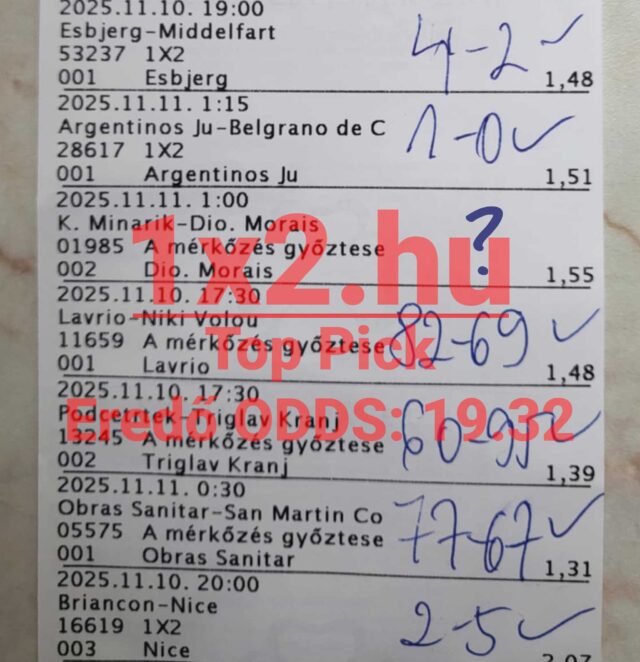 2025.11.10. 19:00
Esbjerg-Middelfart
53237 1X2
4-2 ✓
001 Esbjerg 1,48
2025.11.11. 1:15
Argentinos Ju-Belgrano de C
28617 1X2
1-0 ✓
001 Argentinos Ju 1,51
2025.11.11. 1:00
K. Minarik-Dio. Morais
01985 A mérkőzés győztese
?
002 Dio. Morais 1,55
1x2.hu
2025.11.10. 17:30
Lavrio-Niki Volou
11659 A mérkőzés győztese
82-69 ✓
Top Pick
001 Lavrio 1,48
2025.11.10. 17:30
Podcetrtek-Triglav Kranj
Eredő ODDS: 19.32
13245 A mérkőzés győztese
60-95 ✓
002 Triglav Kranj 1,39
2025.11.11. 0:30
Obras Sanitar-San Martin Co
05575 A mérkőzés győztese
77-67 ✓
001 Obras Sanitar 1,31
2025.11.10. 20:00
Briancon-Nice
16619 1X2
2-5 ✓
003 Nice 2,07